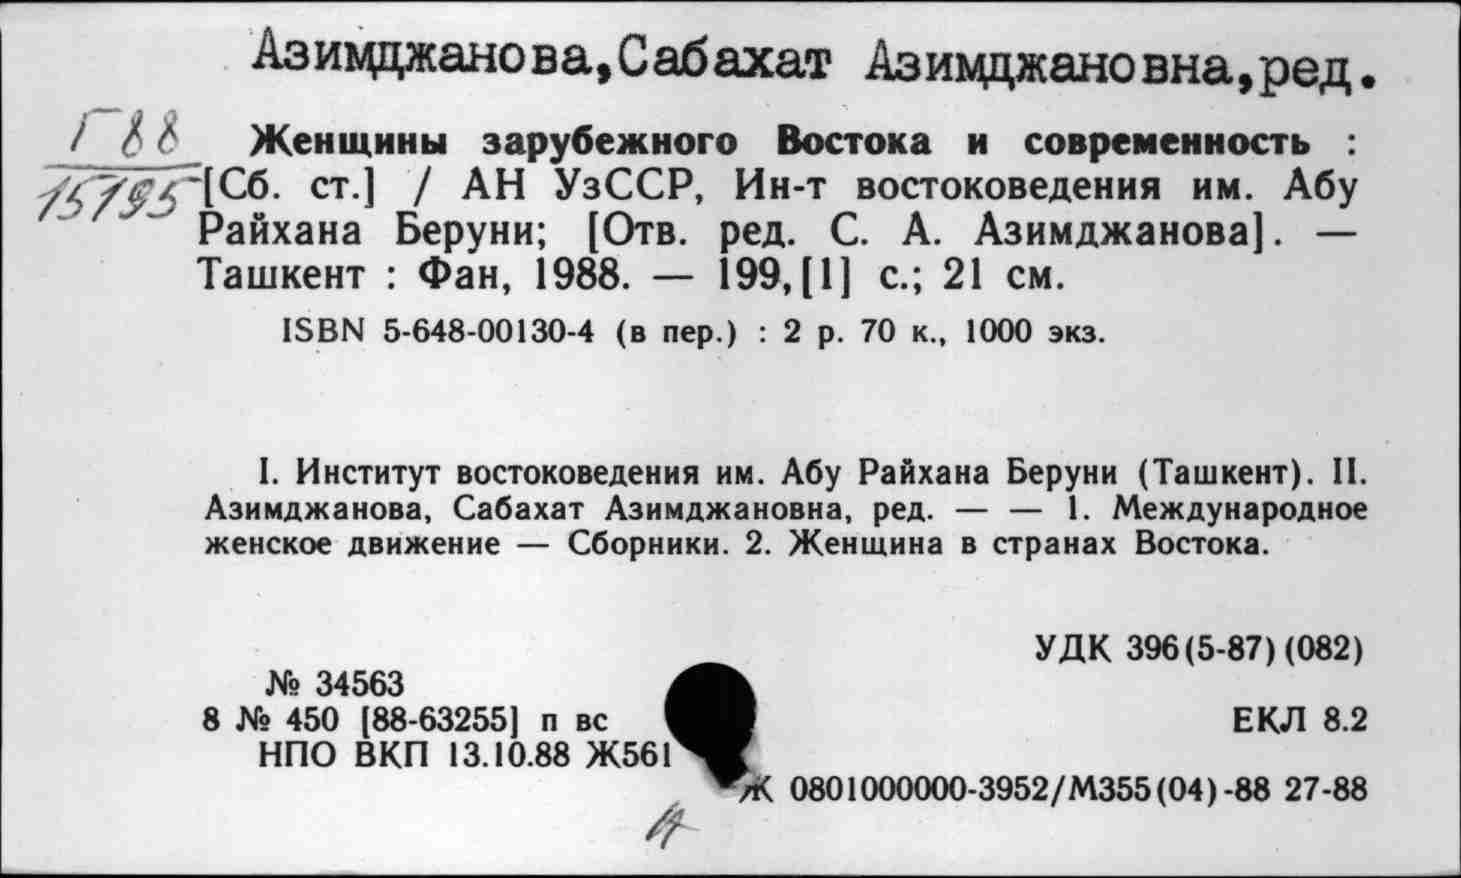 Азимджанова,Сабахат Азимджановна,ред.
Г88
15195
Женщины зарубежного Востока и современность :
[Сб. ст.] / АН УзССР, Ин-т востоковедения им. Абу
Райхана Беруни; [Отв. ред. С. А. Азимджанова]. —
Ташкент : Фан, 1988. — 199,[1] с.; 21 см.
ISBN 5-648-00130-4 (в пер.) : 2 р. 70 к., 1000 экз.
I. Институт востоковедения им. Абу Райхана Беруни (Ташкент). II.
Азимджанова, Сабахат Азимджановна, ред. — — 1. Международное
женское движение — Сборники. 2. Женщина в странах Востока.
УДК 396(5-87)(082)
№ 34563
8 № 450 [88-63255] п вс
ЕКЛ 8.2
НПО ВКП 13.10.88 Ж561
Ж 0801000000-3952/М355(04)-88 27-88